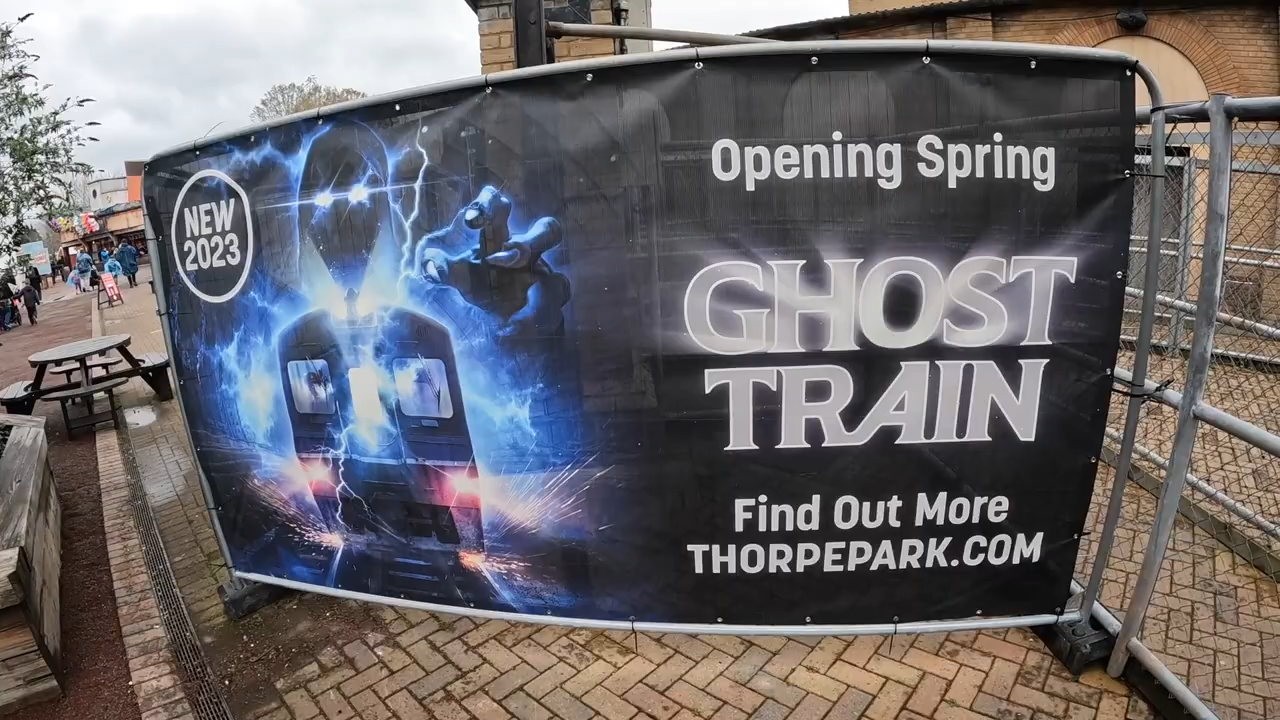 NEW
2023
Opening Spring
GHOST
TRAIN
Find Out More
THORPEPARK.COM